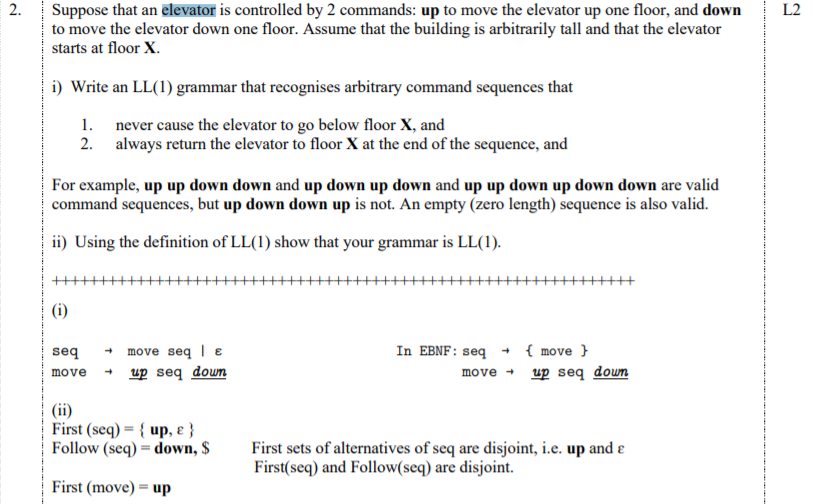 2. Suppose that an elevator is controlled by 2 commands: up to move the elevator up one floor, and down L2
to move the elevator down one floor. Assume that the building is arbitrarily tall and that the elevator
starts at floor X.
i) Write an LL(1) grammar that recognises arbitrary command sequences that
1. never cause the elevator to go below floor X, and
2. always return the elevator to floor X at the end of the sequence, and
For example, up up down down and up down up down and up up down up down down are valid
command sequences, but up down down up is not. An empty (zero length) sequence is also valid.
ii) Using the definition of LL(1) show that your grammar is LL(1).
++++++++++++++++++++++++++++++++++++++++++++++++++++++++++++++
(i)
seq → move seq | ε In EBNF: seq → { move }
move → up seq down move → up seq down
(ii)
First (seq) = { up, ε }
Follow (seq) = down, $ First sets of alternatives of seq are disjoint, i.e. up and ε
First(seq) and Follow(seq) are disjoint.
First (move) = up